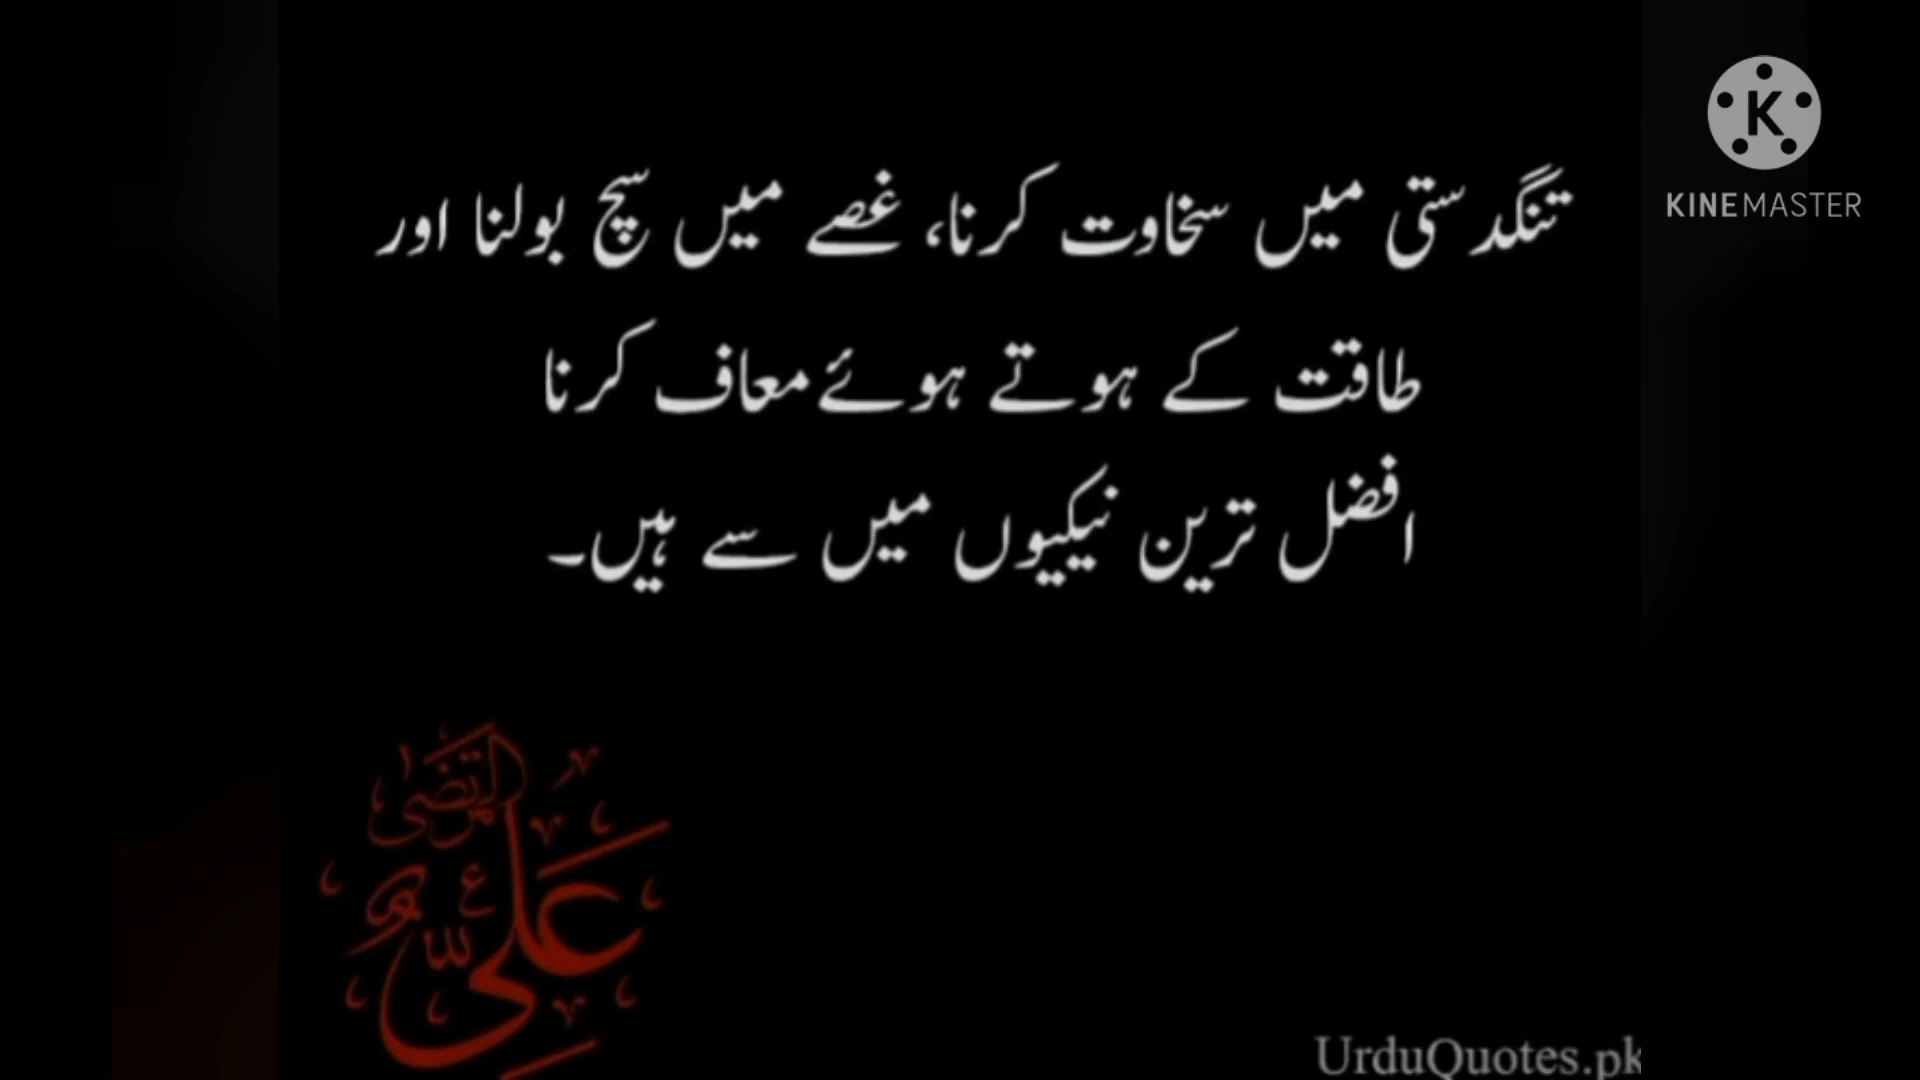 تنگدستی میں سخاوت کرنا، غصے میں سچ بولنا اور
طاقت کے ہوتے ہوئے معاف کرنا
افضل ترین نیکیوں میں سے ہیں۔
KINEMASTER
علی
المرتضی
UrduQuotes.pk